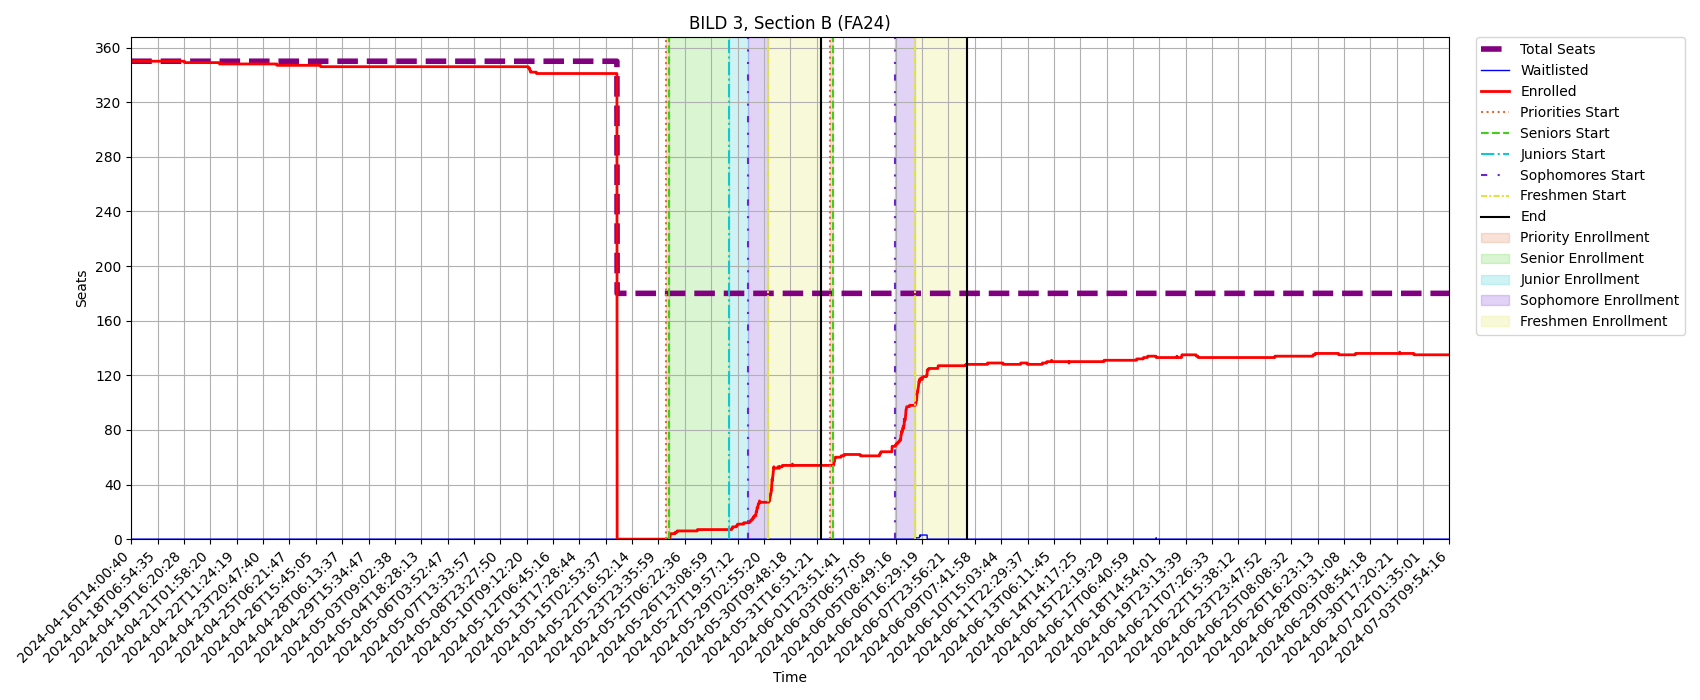 BILD 3, Section B (FA24)
Seats
360
320
280
240
200
160
120
80
40
0
2024-04-16T14:00:40
2024-04-18T06:54:35
2024-04-19T16:20:28
2024-04-21T01:58:20
2024-04-22T11:24:19
2024-04-23T20:47:40
2024-04-25T06:21:47
2024-04-26T15:45:05
2024-04-28T06:13:37
2024-04-29T15:34:47
2024-05-03T09:02:38
2024-05-04T18:28:13
2024-05-06T03:52:47
2024-05-07T13:33:57
2024-05-08T23:27:50
2024-05-10T09:12:20
2024-05-12T06:45:16
2024-05-13T17:28:44
2024-05-15T02:53:37
2024-05-22T16:52:14
2024-05-23T23:35:59
2024-05-25T06:22:36
2024-05-26T13:08:59
2024-05-27T19:57:12
2024-05-29T02:55:20
2024-05-30T09:48:18
2024-05-31T16:51:21
2024-06-01T23:51:41
2024-06-03T06:57:05
2024-06-05T08:49:16
2024-06-06T16:29:19
2024-06-07T23:56:21
2024-06-09T07:41:58
2024-06-10T15:03:44
2024-06-11T22:29:37
2024-06-13T06:11:45
2024-06-14T14:17:25
2024-06-15T22:19:29
2024-06-17T06:40:59
2024-06-18T14:54:01
2024-06-19T23:13:39
2024-06-21T07:26:33
2024-06-22T15:38:12
2024-06-23T23:47:52
2024-06-25T08:08:32
2024-06-26T16:23:13
2024-06-28T00:31:08
2024-06-29T08:54:18
2024-06-30T17:20:21
2024-07-02T01:35:01
2024-07-03T09:54:16
Time
Total Seats
Waitlisted
Enrolled
Priorities Start
Seniors Start
Juniors Start
Sophomores Start
Freshmen Start
End
Priority Enrollment
Senior Enrollment
Junior Enrollment
Sophomore Enrollment
Freshmen Enrollment